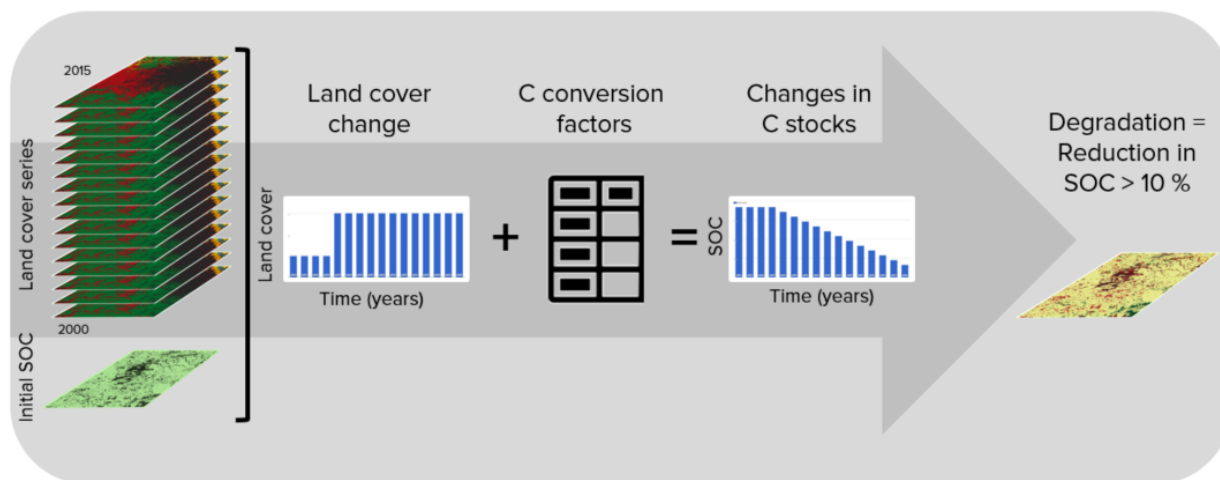 2015
Land cover series
2000
Initial SOC
Land cover
change
Land cover
Time (years)
+
C conversion
factors
=
Changes in
C stocks
SOC
Time (years)
Degradation =
Reduction in
SOC > 10 %